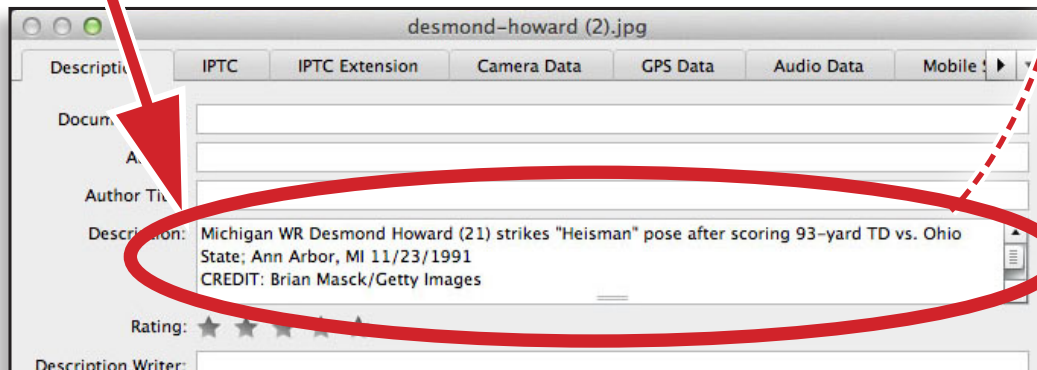 desmond-howard (2).jpg
IPTC IPTC Extension Camera Data GPS Data Audio Data Mobile
Author
Description: Michigan WR Desmond Howard (21) strikes "Heisman" pose after scoring 93-yard TD vs. Ohio
State; Ann Arbor, MI 11/23/1991
CREDIT: Brian Masck/Getty Images
Rating:
Description Writer: